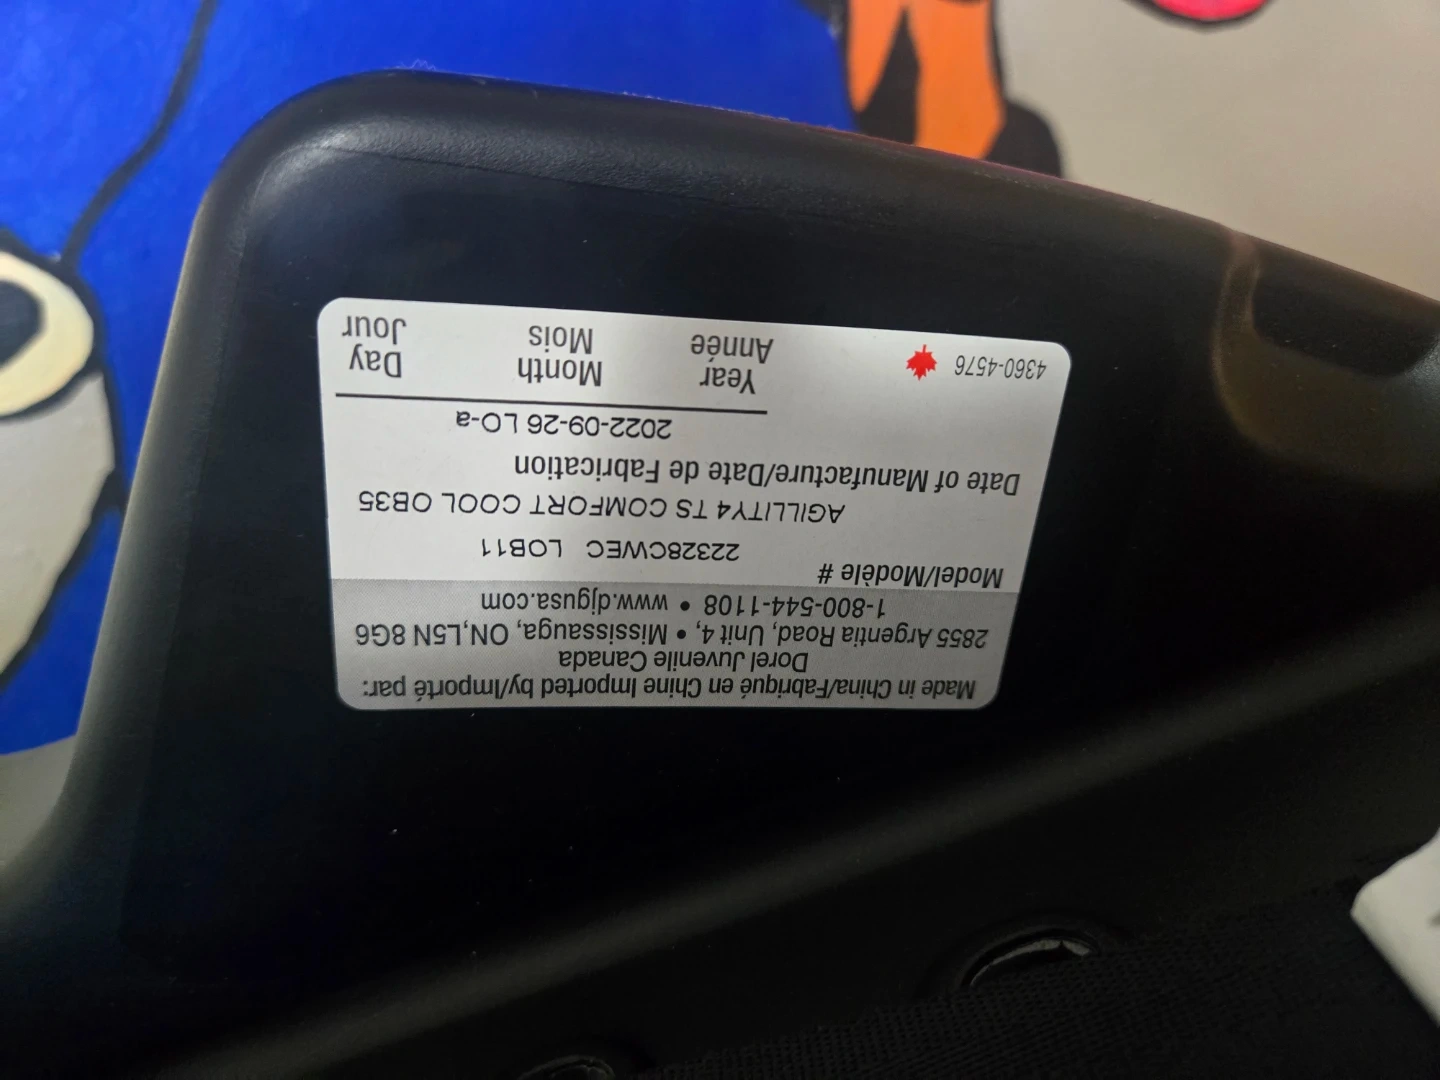 Made in China/Fabriqué en Chine Imported by/Importé par:
Dorel Juvenile Canada
2855 Argentia Road, Unit 4, • Mississauga, ON,L5N 8G6
1-800-544-1108 • www.djgusa.com
Model/Modèle #
22328CWEC LOB11
AGILLITY4 TS COMFORT COOL OB35
Date of Manufacture/Date de Fabrication
2022-09-26 LO-a
Year Month Day
Année Mois Jour
4360-4576